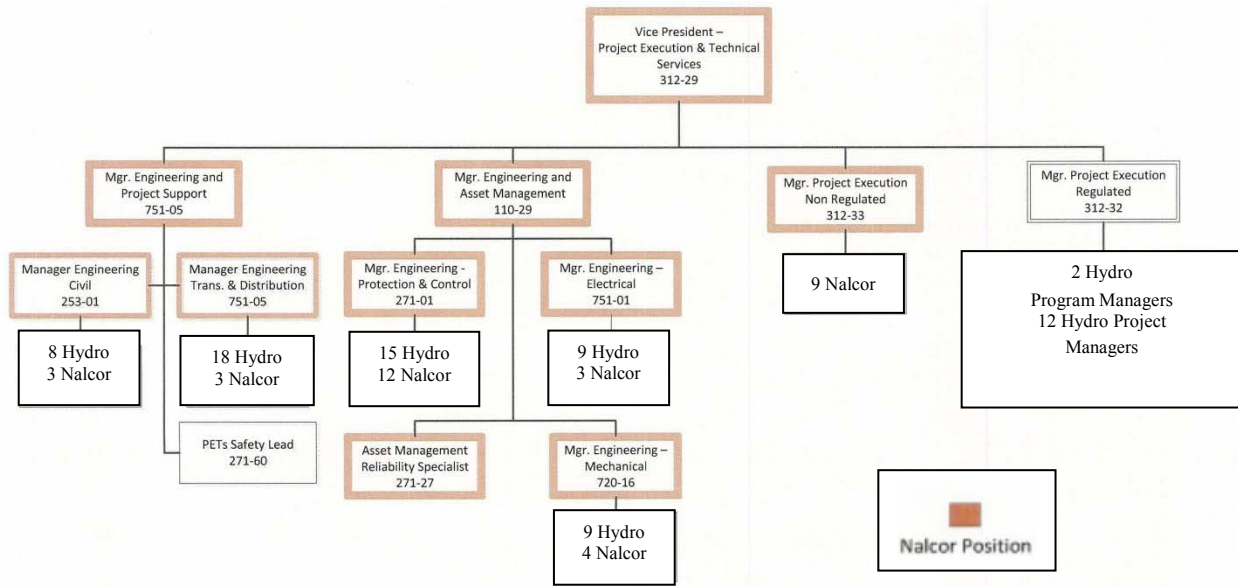 Vice President –
Project Execution & Technical
Services
312-29
Mgr. Engineering and
Project Support
751-05
Mgr. Engineering and
Asset Management
110-29
Mgr. Project Execution
Non Regulated
312-33
Mgr. Project Execution
Regulated
312-32
Manager Engineering
Civil
253-01
Manager Engineering
Trans. & Distribution
751-05
Mgr. Engineering -
Protection & Control
271-01
Mgr. Engineering –
Electrical
751-01
9 Nalcor
2 Hydro
Program Managers
12 Hydro Project
Managers
8 Hydro
3 Nalcor
18 Hydro
3 Nalcor
15 Hydro
12 Nalcor
9 Hydro
3 Nalcor
PETs Safety Lead
271-60
Asset Management
Reliability Specialist
271-27
Mgr. Engineering –
Mechanical
720-16
9 Hydro
4 Nalcor
Nalcor Position